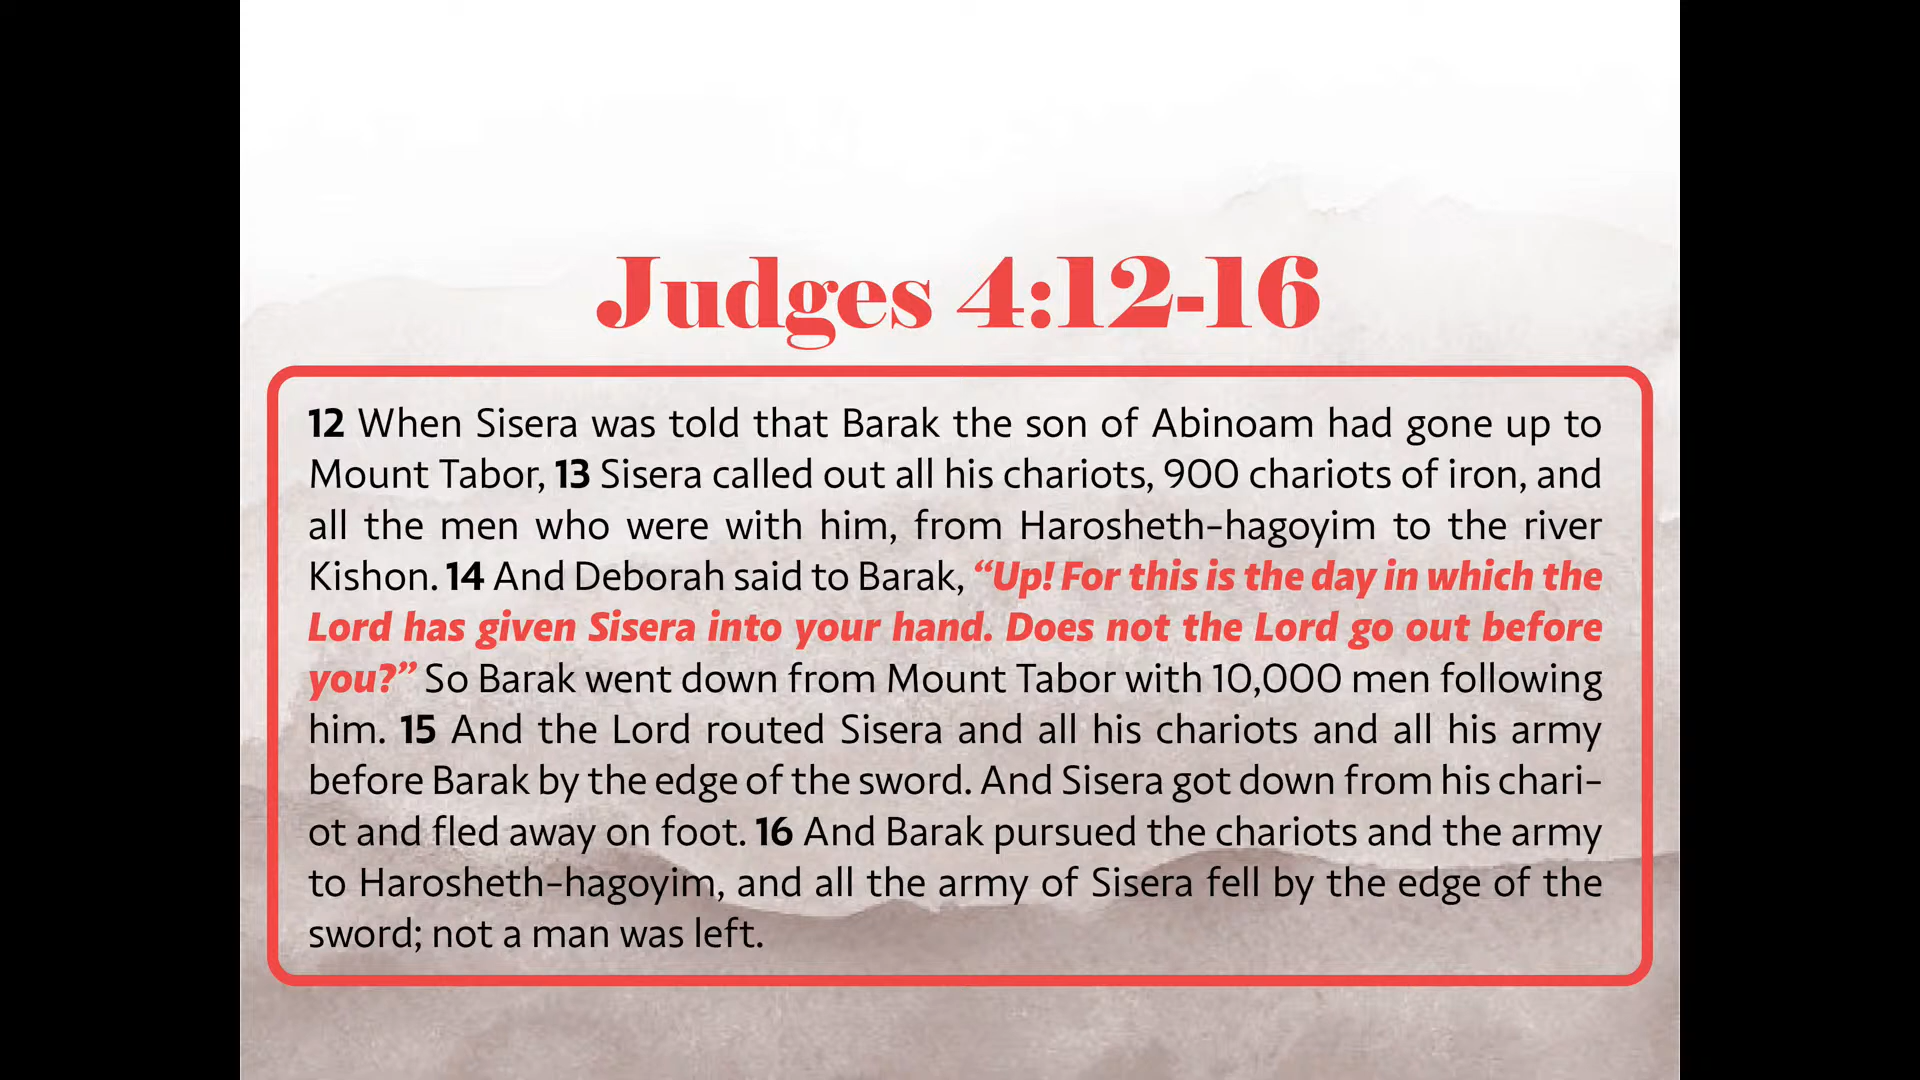 Judges 4:12-16
12 When Sisera was told that Barak the son of Abinoam had gone up to
Mount Tabor, 13 Sisera called out all his chariots, 900 chariots of iron, and
all the men who were with him, from Harosheth-hagoyim to the river
Kishon. 14 And Deborah said to Barak, “Up! For this is the day in which the
Lord has given Sisera into your hand. Does not the Lord go out before
you?” So Barak went down from Mount Tabor with 10,000 men following
him. 15 And the Lord routed Sisera and all his chariots and all his army
before Barak by the edge of the sword. And Sisera got down from his chari-
ot and fled away on foot. 16 And Barak pursued the chariots and the army
to Harosheth-hagoyim, and all the army of Sisera fell by the edge of the
sword; not a man was left.